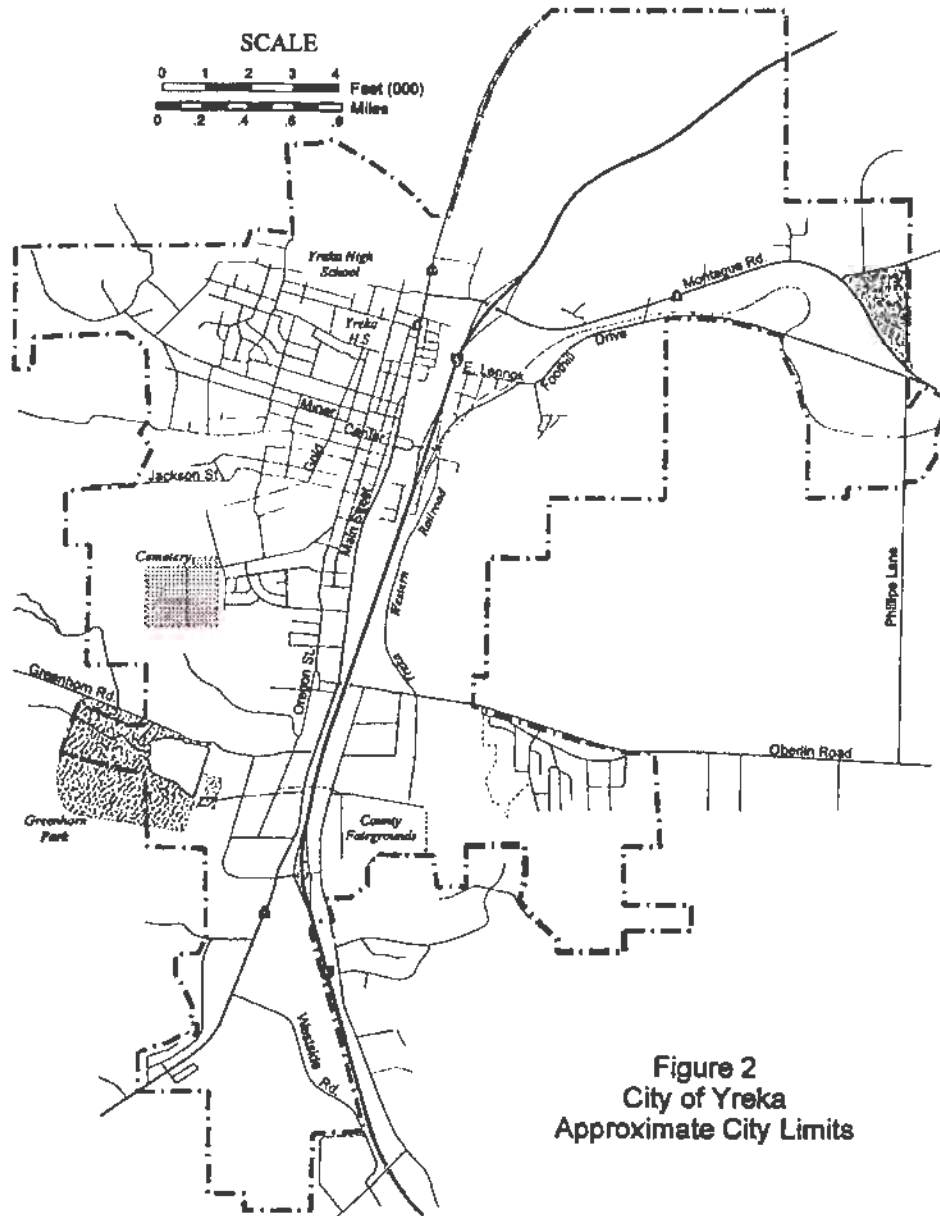 SCALE
0 1 2 3 4
Feet (000)
Miles
0 .2 .4 .6 .8
Yreka High
School
Montague Rd.
Yreka
H.S
E. Lennox
Foothill
Drive
Miner
Center
Gold
Jackson St.
Main Street
Railroad
Western
Yreka
Cemetery
Phillipe Lane
Greenhorn Rd.
Oregon St.
Oberlin Road
Greenhorn
Park
County
Fairgrounds
Westside
Rd.
Figure 2
City of Yreka
Approximate City Limits